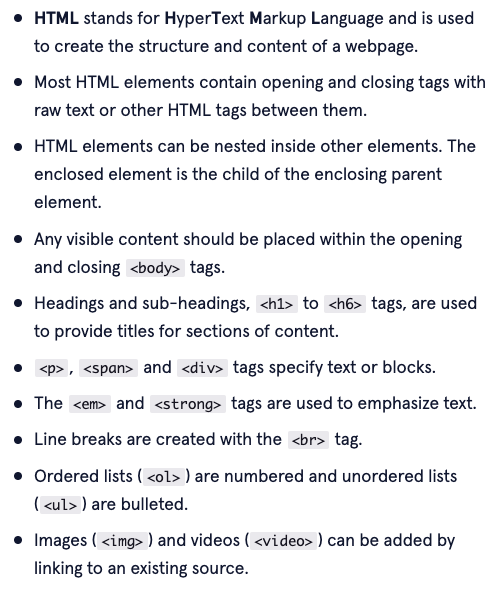 HTML stands for HyperText Markup Language and is used
to create the structure and content of a webpage.
Most HTML elements contain opening and closing tags with
raw text or other HTML tags between them.
HTML elements can be nested inside other elements. The
enclosed element is the child of the enclosing parent
element.
Any visible content should be placed within the opening
and closing <body> tags.
Headings and sub-headings, <h1> to <h6> tags, are used
to provide titles for sections of content.
<p>, <span> and <div> tags specify text or blocks.
The <em> and <strong> tags are used to emphasize text.
Line breaks are created with the <br> tag.
Ordered lists (<ol>) are numbered and unordered lists
(<ul>) are bulleted.
Images (<img>) and videos (<video>) can be added by
linking to an existing source.